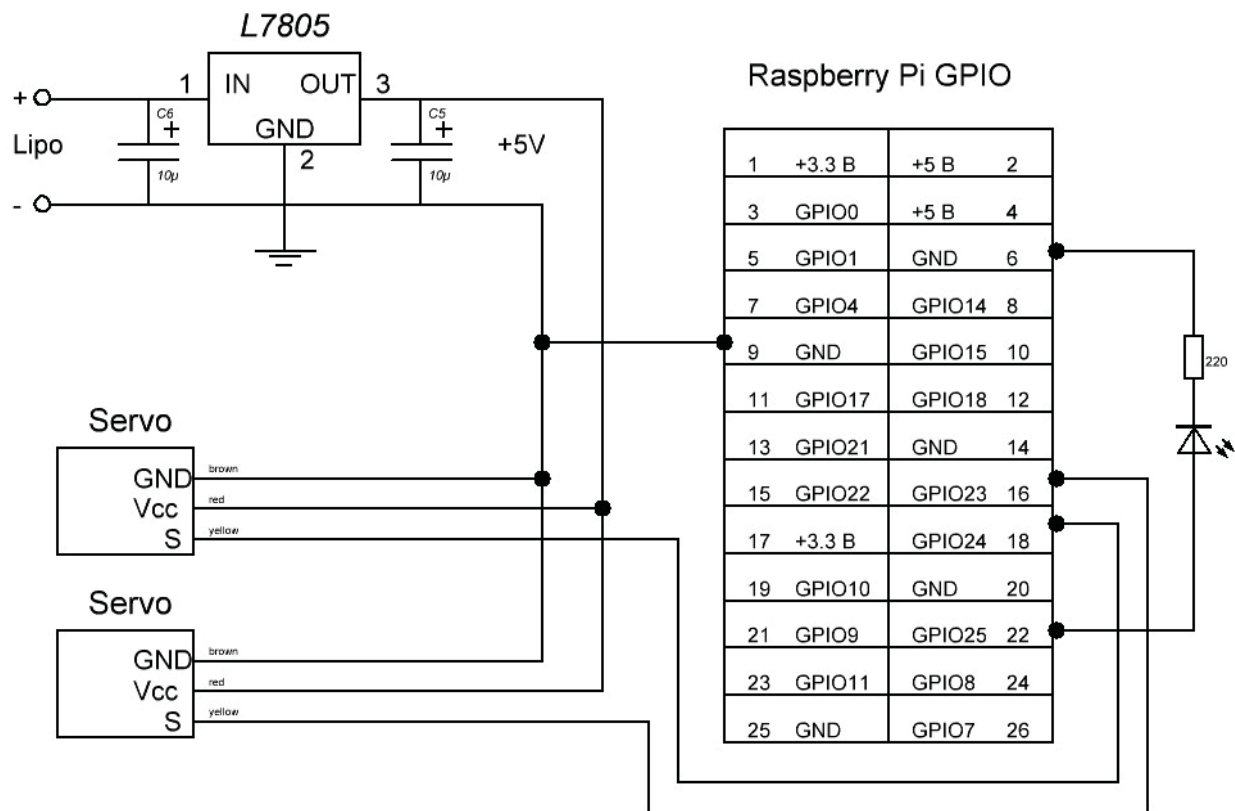 L7805
1 IN OUT 3
GND
2
+
Lipo
-
C6
+
10µ
C5
+
10µ
+5V
Servo
GND brown
Vcc red
S yellow
Servo
GND brown
Vcc red
S yellow
Raspberry Pi GPIO
1 +3.3 B +5 B 2
3 GPIO0 +5 B 4
5 GPIO1 GND 6
7 GPIO4 GPIO14 8
9 GND GPIO15 10
11 GPIO17 GPIO18 12
13 GPIO21 GND 14
15 GPIO22 GPIO23 16
17 +3.3 B GPIO24 18
19 GPIO10 GND 20
21 GPIO9 GPIO25 22
23 GPIO11 GPIO8 24
25 GND GPIO7 26
220